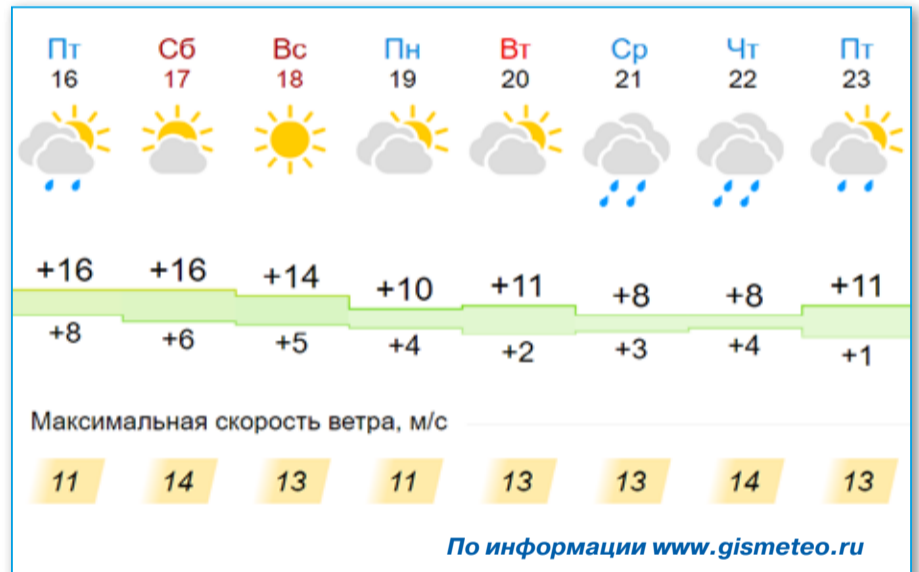 Пт Сб Вс Пн Вт Ср Чт Пт
16 17 18 19 20 21 22 23
+16 +16 +14 +10 +11 +8 +8 +11
+8 +6 +5 +4 +2 +3 +4 +1
Максимальная скорость ветра, м/с
11 14 13 11 13 13 14 13
По информации www.gismeteo.ru